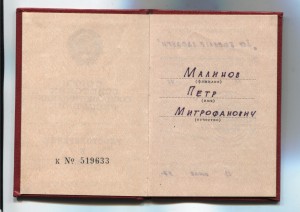 к № 519633
Малинов
(фамилия)
Петр
(имя)
Митрофанович
(отчество)